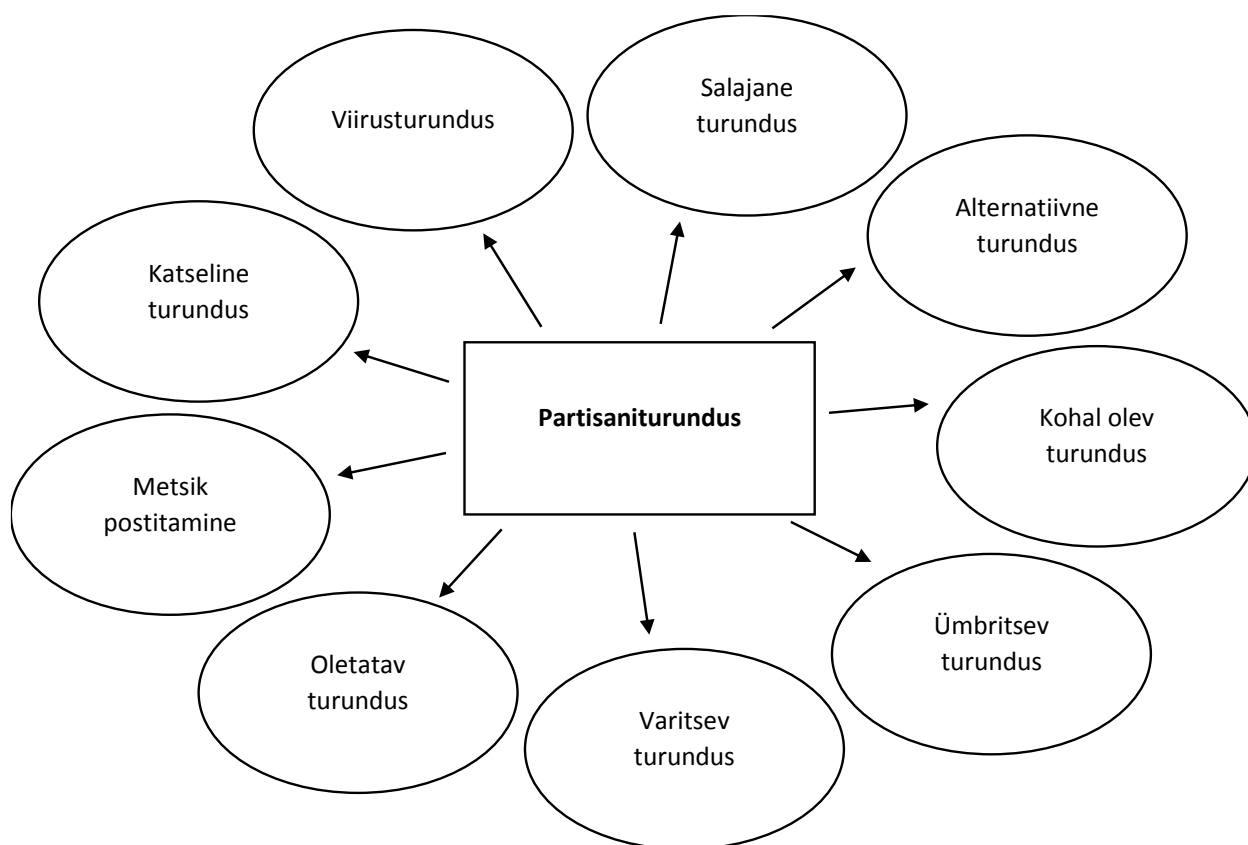 Viirusturundus
Salajane
turundus
Alternatiivne
turundus
Katseline
turundus
Partisaniturundus
Kohal olev
turundus
Metsik
postitamine
Ümbritsev
turundus
Oletatav
turundus
Varitsev
turundus